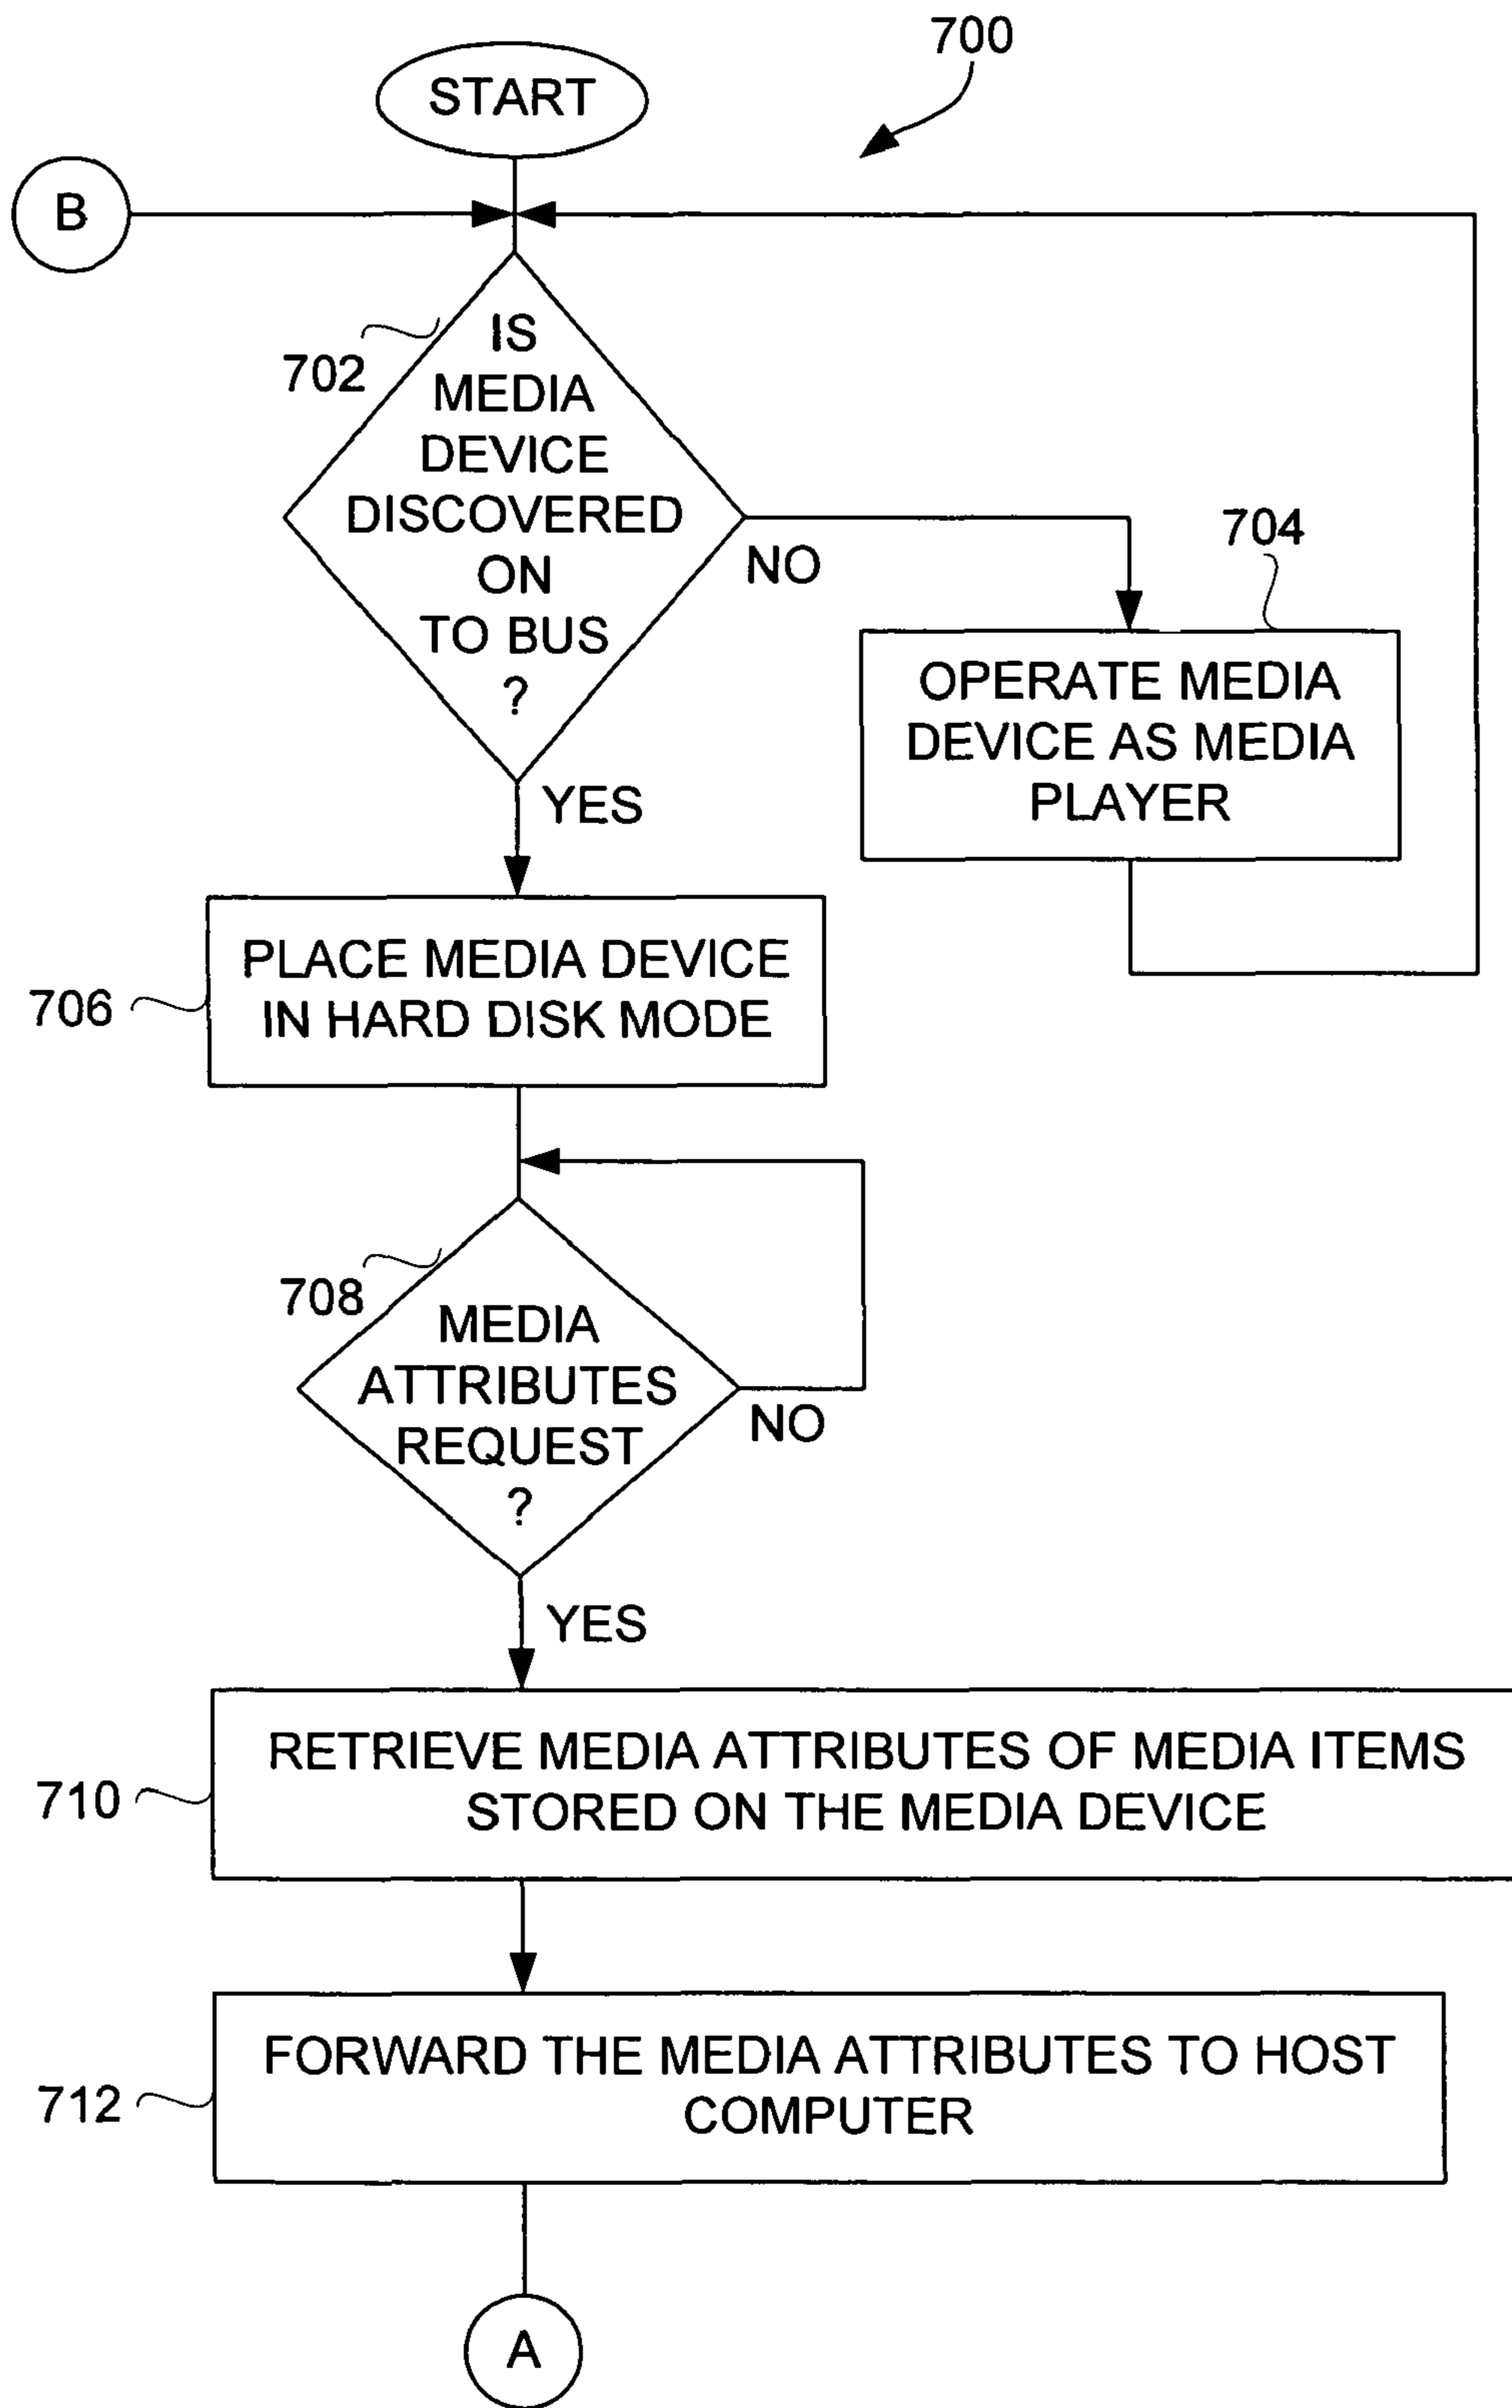 700
START
B
702
IS
MEDIA
DEVICE
DISCOVERED
ON
TO BUS
?
NO
704
OPERATE MEDIA
DEVICE AS MEDIA
PLAYER
YES
706
PLACE MEDIA DEVICE
IN HARD DISK MODE
708
MEDIA
ATTRIBUTES
REQUEST
?
NO
YES
710
RETRIEVE MEDIA ATTRIBUTES OF MEDIA ITEMS
STORED ON THE MEDIA DEVICE
712
FORWARD THE MEDIA ATTRIBUTES TO HOST
COMPUTER
A